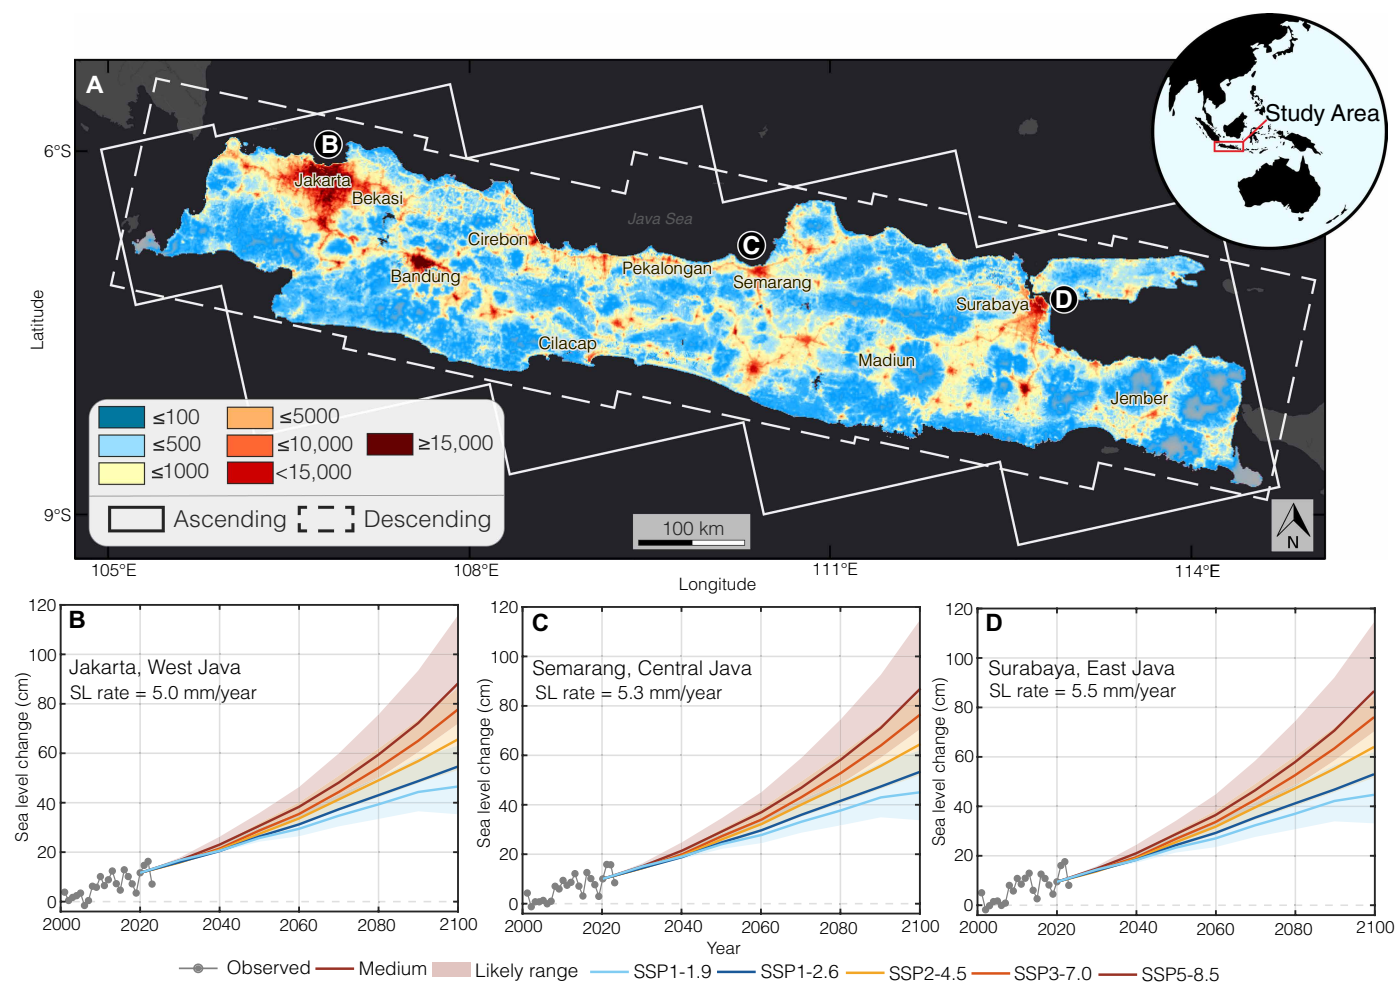 A
Study Area
6°S
B
Jakarta
Bekasi
Java Sea
Cirebon
C
Bandung
Pekalongan
Semarang
Surabaya
D
Latitude
Cilacap
Madiun
Jember
≤100
≤5000
≤500
≤10,000
≥15,000
≤1000
<15,000
Ascending
Descending
9°S
100 km
N
105°E
108°E
111°E
114°E
Longitude
B
Jakarta, West Java
SL rate = 5.0 mm/year
Sea level change (cm)
120
100
80
60
40
20
0
2000
2020
2040
2060
2080
2100
C
Semarang, Central Java
SL rate = 5.3 mm/year
Sea level change (cm)
120
100
80
60
40
20
0
2000
2020
2040
2060
2080
2100
D
Surabaya, East Java
SL rate = 5.5 mm/year
Sea level change (cm)
120
100
80
60
40
20
0
2000
2020
2040
2060
2080
2100
Year
Observed
Medium
Likely range
SSP1-1.9
SSP1-2.6
SSP2-4.5
SSP3-7.0
SSP5-8.5